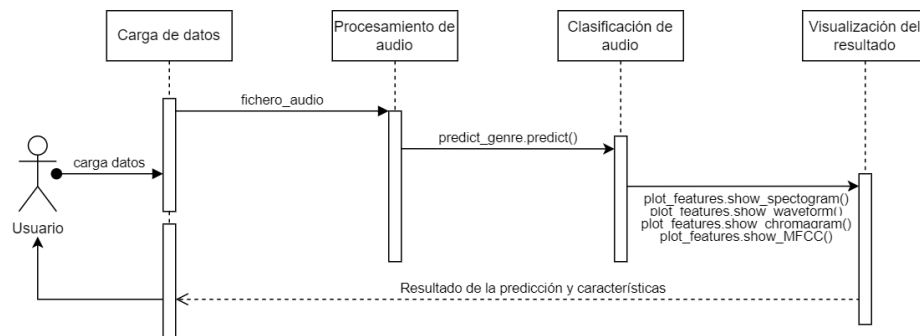 Carga de datos
Procesamiento de
audio
Clasificación de
audio
Visualización del
resultado
fichero_audio
predict_genre.predict()
carga datos
plot_features.show_spectogram()
plot_features.show_waveform()
plot_features.show_chromagram()
plot_features.show_MFCC()
Usuario
Resultado de la predicción y características